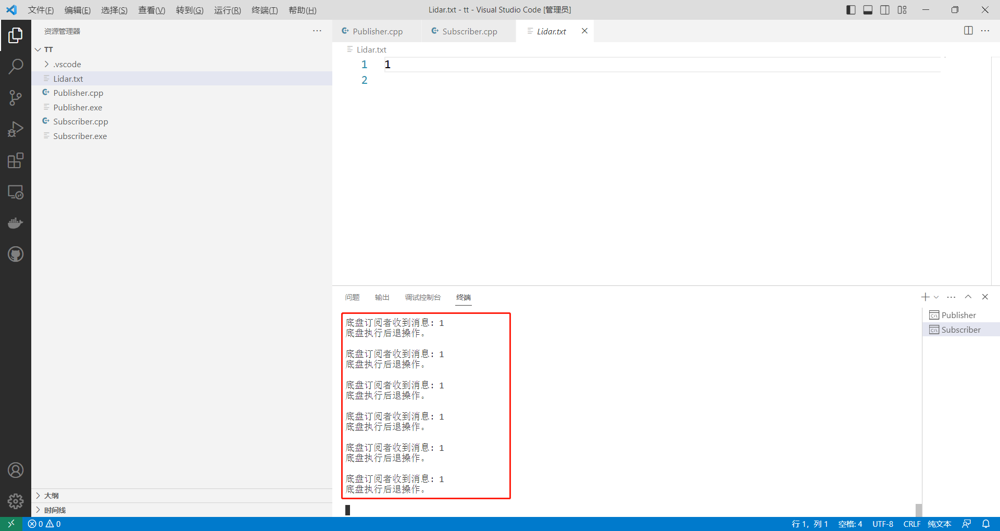 文件(F) 编辑(E) 选择(S) 查看(V) 转到(G) 运行(R) 终端(T) 帮助(H) Lidar.txt - tt - Visual Studio Code [管理员]
资源管理器
TT
.vscode
Lidar.txt
Publisher.cpp
Publisher.exe
Subscriber.cpp
Subscriber.exe
大纲
时间线
Publisher.cpp Subscriber.cpp Lidar.txt
Lidar.txt
1 1
2
问题 输出 调试控制台 终端
底盘订阅者收到消息: 1
底盘执行后退操作。
底盘订阅者收到消息: 1
底盘执行后退操作。
底盘订阅者收到消息: 1
底盘执行后退操作。
底盘订阅者收到消息: 1
底盘执行后退操作。
底盘订阅者收到消息: 1
底盘执行后退操作。
底盘订阅者收到消息: 1
底盘执行后退操作。
Publisher
Subscriber
0 0 行 1, 列 1 空格: 4 UTF-8 CRLF 纯文本